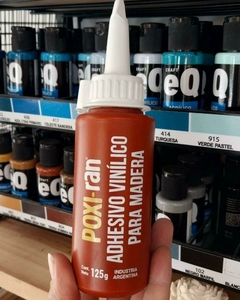 eQ
eQ
eQ
414
TURQUESA
915
VERDE PASTEL
POXI-ran
ADHESIVO VINÍLICO
PARA MADERA
125g
INDUSTRIA
ARGENTINA
eQ
eQ
102